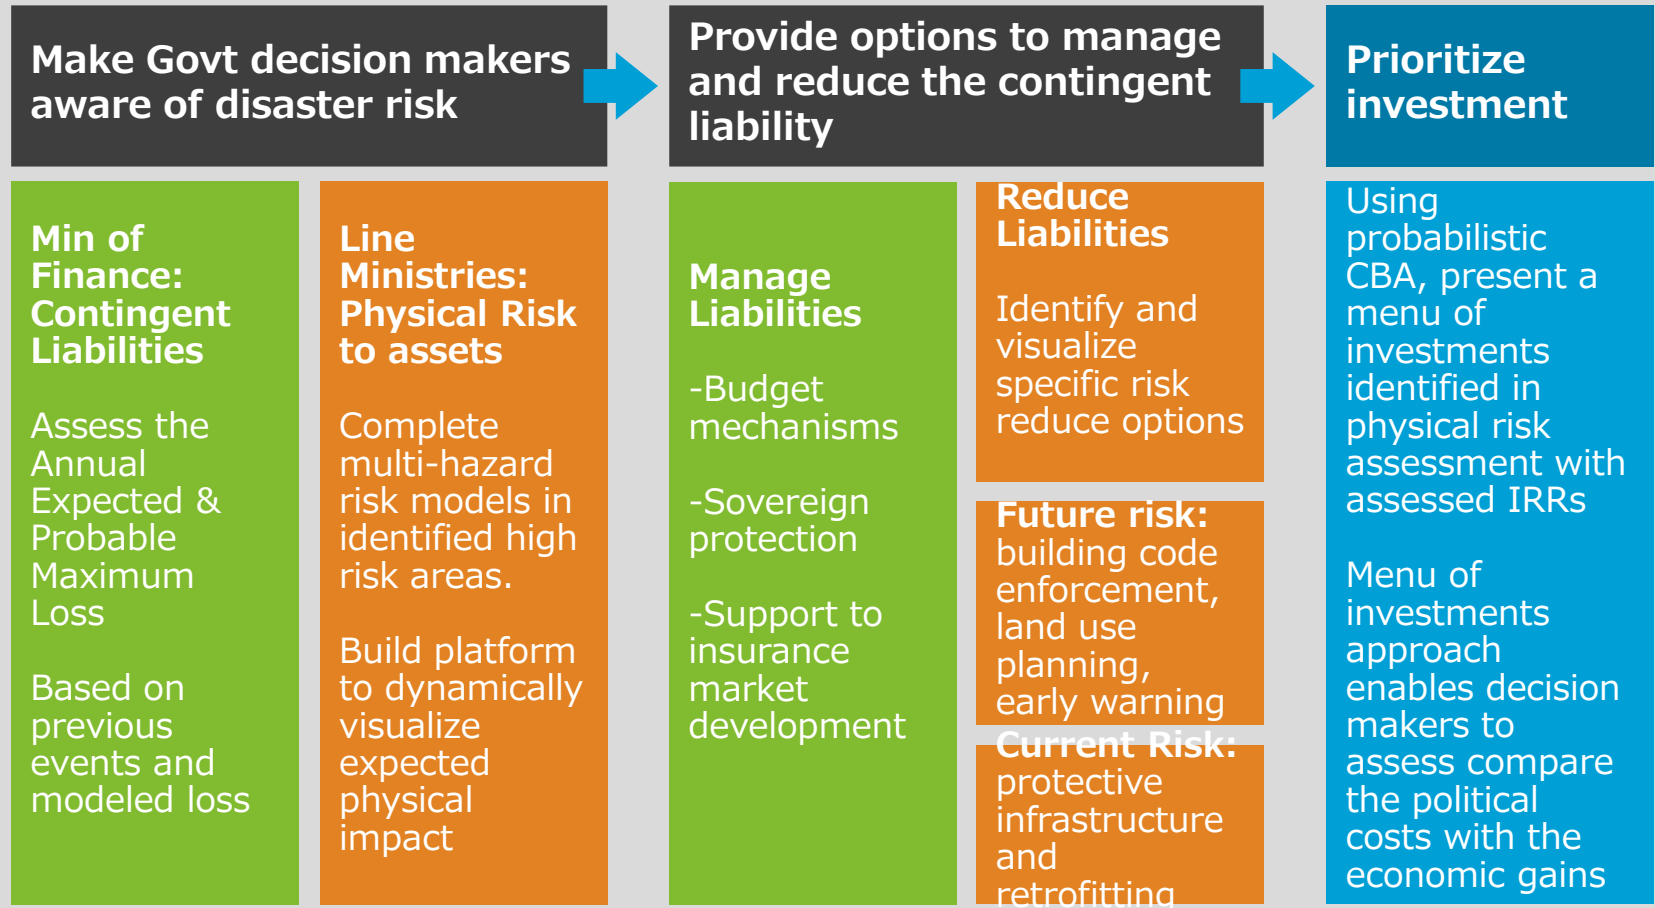 Make Govt decision makers
aware of disaster risk
Provide options to manage
and reduce the contingent
liability
Prioritize
investment
Min of
Finance:
Contingent
Liabilities
Assess the
Annual
Expected &
Probable
Maximum
Loss
Based on
previous
events and
modeled loss
Line
Ministries:
Physical Risk
to assets
Complete
multi-hazard
risk models in
identified high
risk areas.
Build platform
to dynamically
visualize
expected
physical
impact
Manage
Liabilities
-Budget
mechanisms
-Sovereign
protection
-Support to
insurance
market
development
Reduce
Liabilities
Identify and
visualize
specific risk
reduce options
Future risk:
building code
enforcement,
land use
planning,
early warning
Current Risk:
protective
infrastructure
and
retrofitting
Using
probabilistic
CBA, present a
menu of
investments
identified in
physical risk
assessment with
assessed IRRs
Menu of
investments
approach
enables decision
makers to
assess compare
the political
costs with the
economic gains